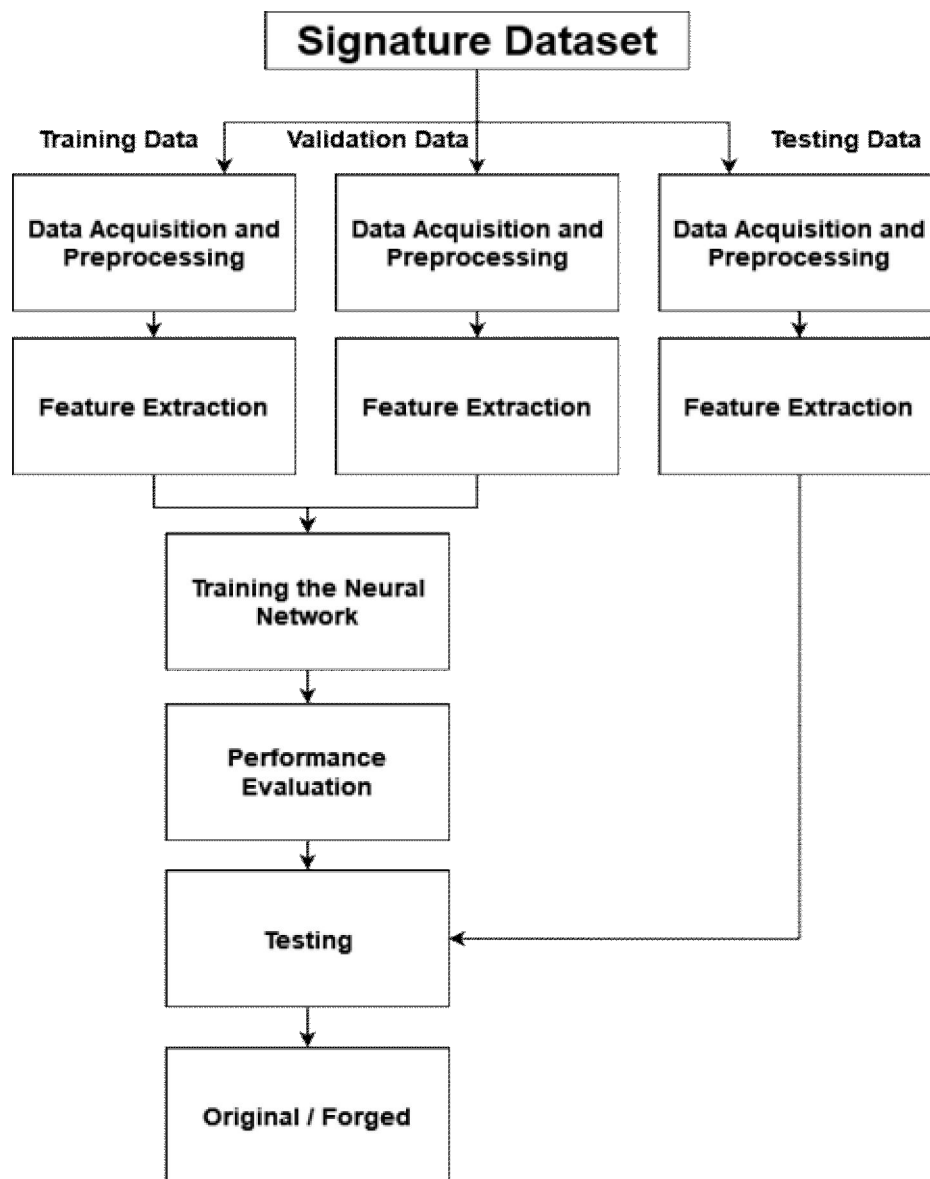 Signature Dataset
Training Data
Validation Data
Testing Data
Data Acquisition and
Preprocessing
Data Acquisition and
Preprocessing
Data Acquisition and
Preprocessing
Feature Extraction
Feature Extraction
Feature Extraction
Training the Neural
Network
Performance
Evaluation
Testing
Original / Forged